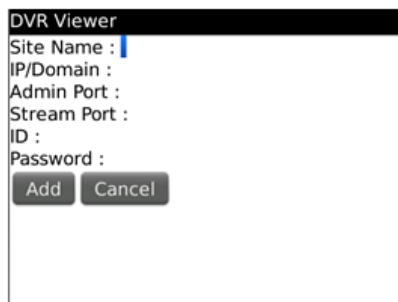 DVR Viewer
Site Name :
IP/Domain :
Admin Port :
Stream Port :
ID :
Password :
Add Cancel